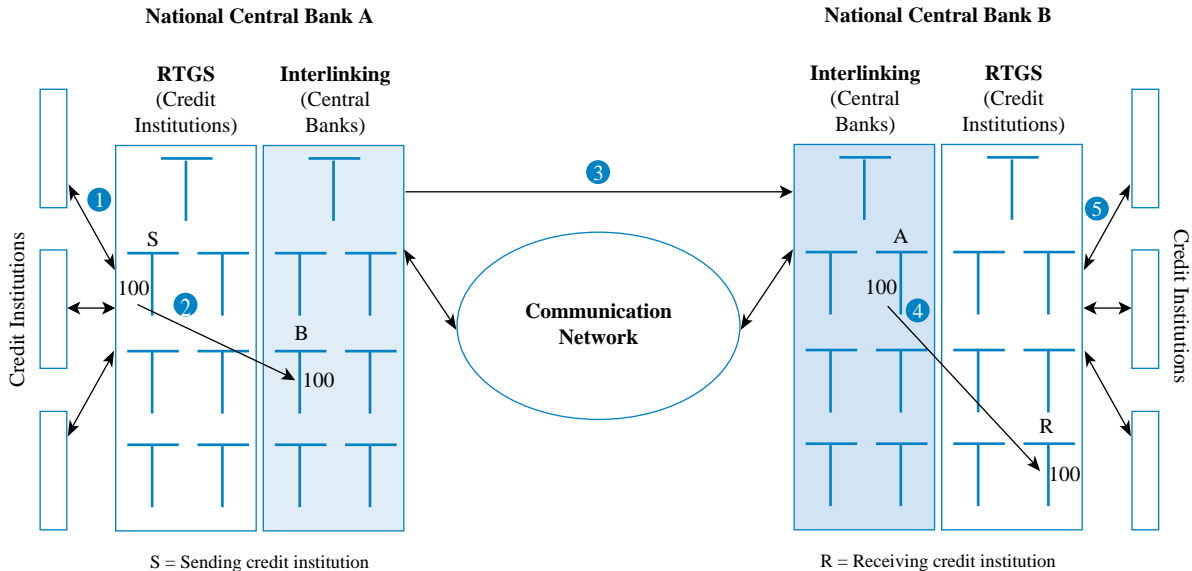 National Central Bank A
National Central Bank B
RTGS
(Credit
Institutions)
Interlinking
(Central
Banks)
Interlinking
(Central
Banks)
RTGS
(Credit
Institutions)
Credit Institutions
1
S
100
2
B
100
3
Communication
Network
A
100
4
R
100
5
Credit Institutions
S = Sending credit institution
R = Receiving credit institution